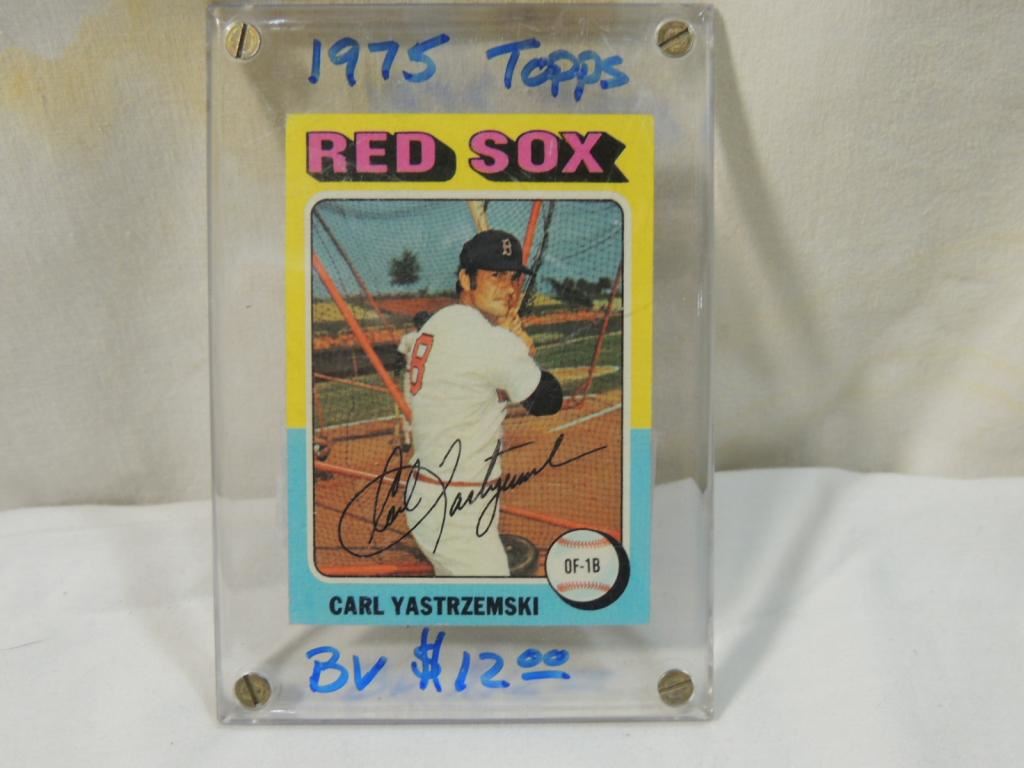 1975 Topps
RED SOX
B
8
Carl Yastrzemski
OF-1B
CARL YASTRZEMSKI
BV $12.00